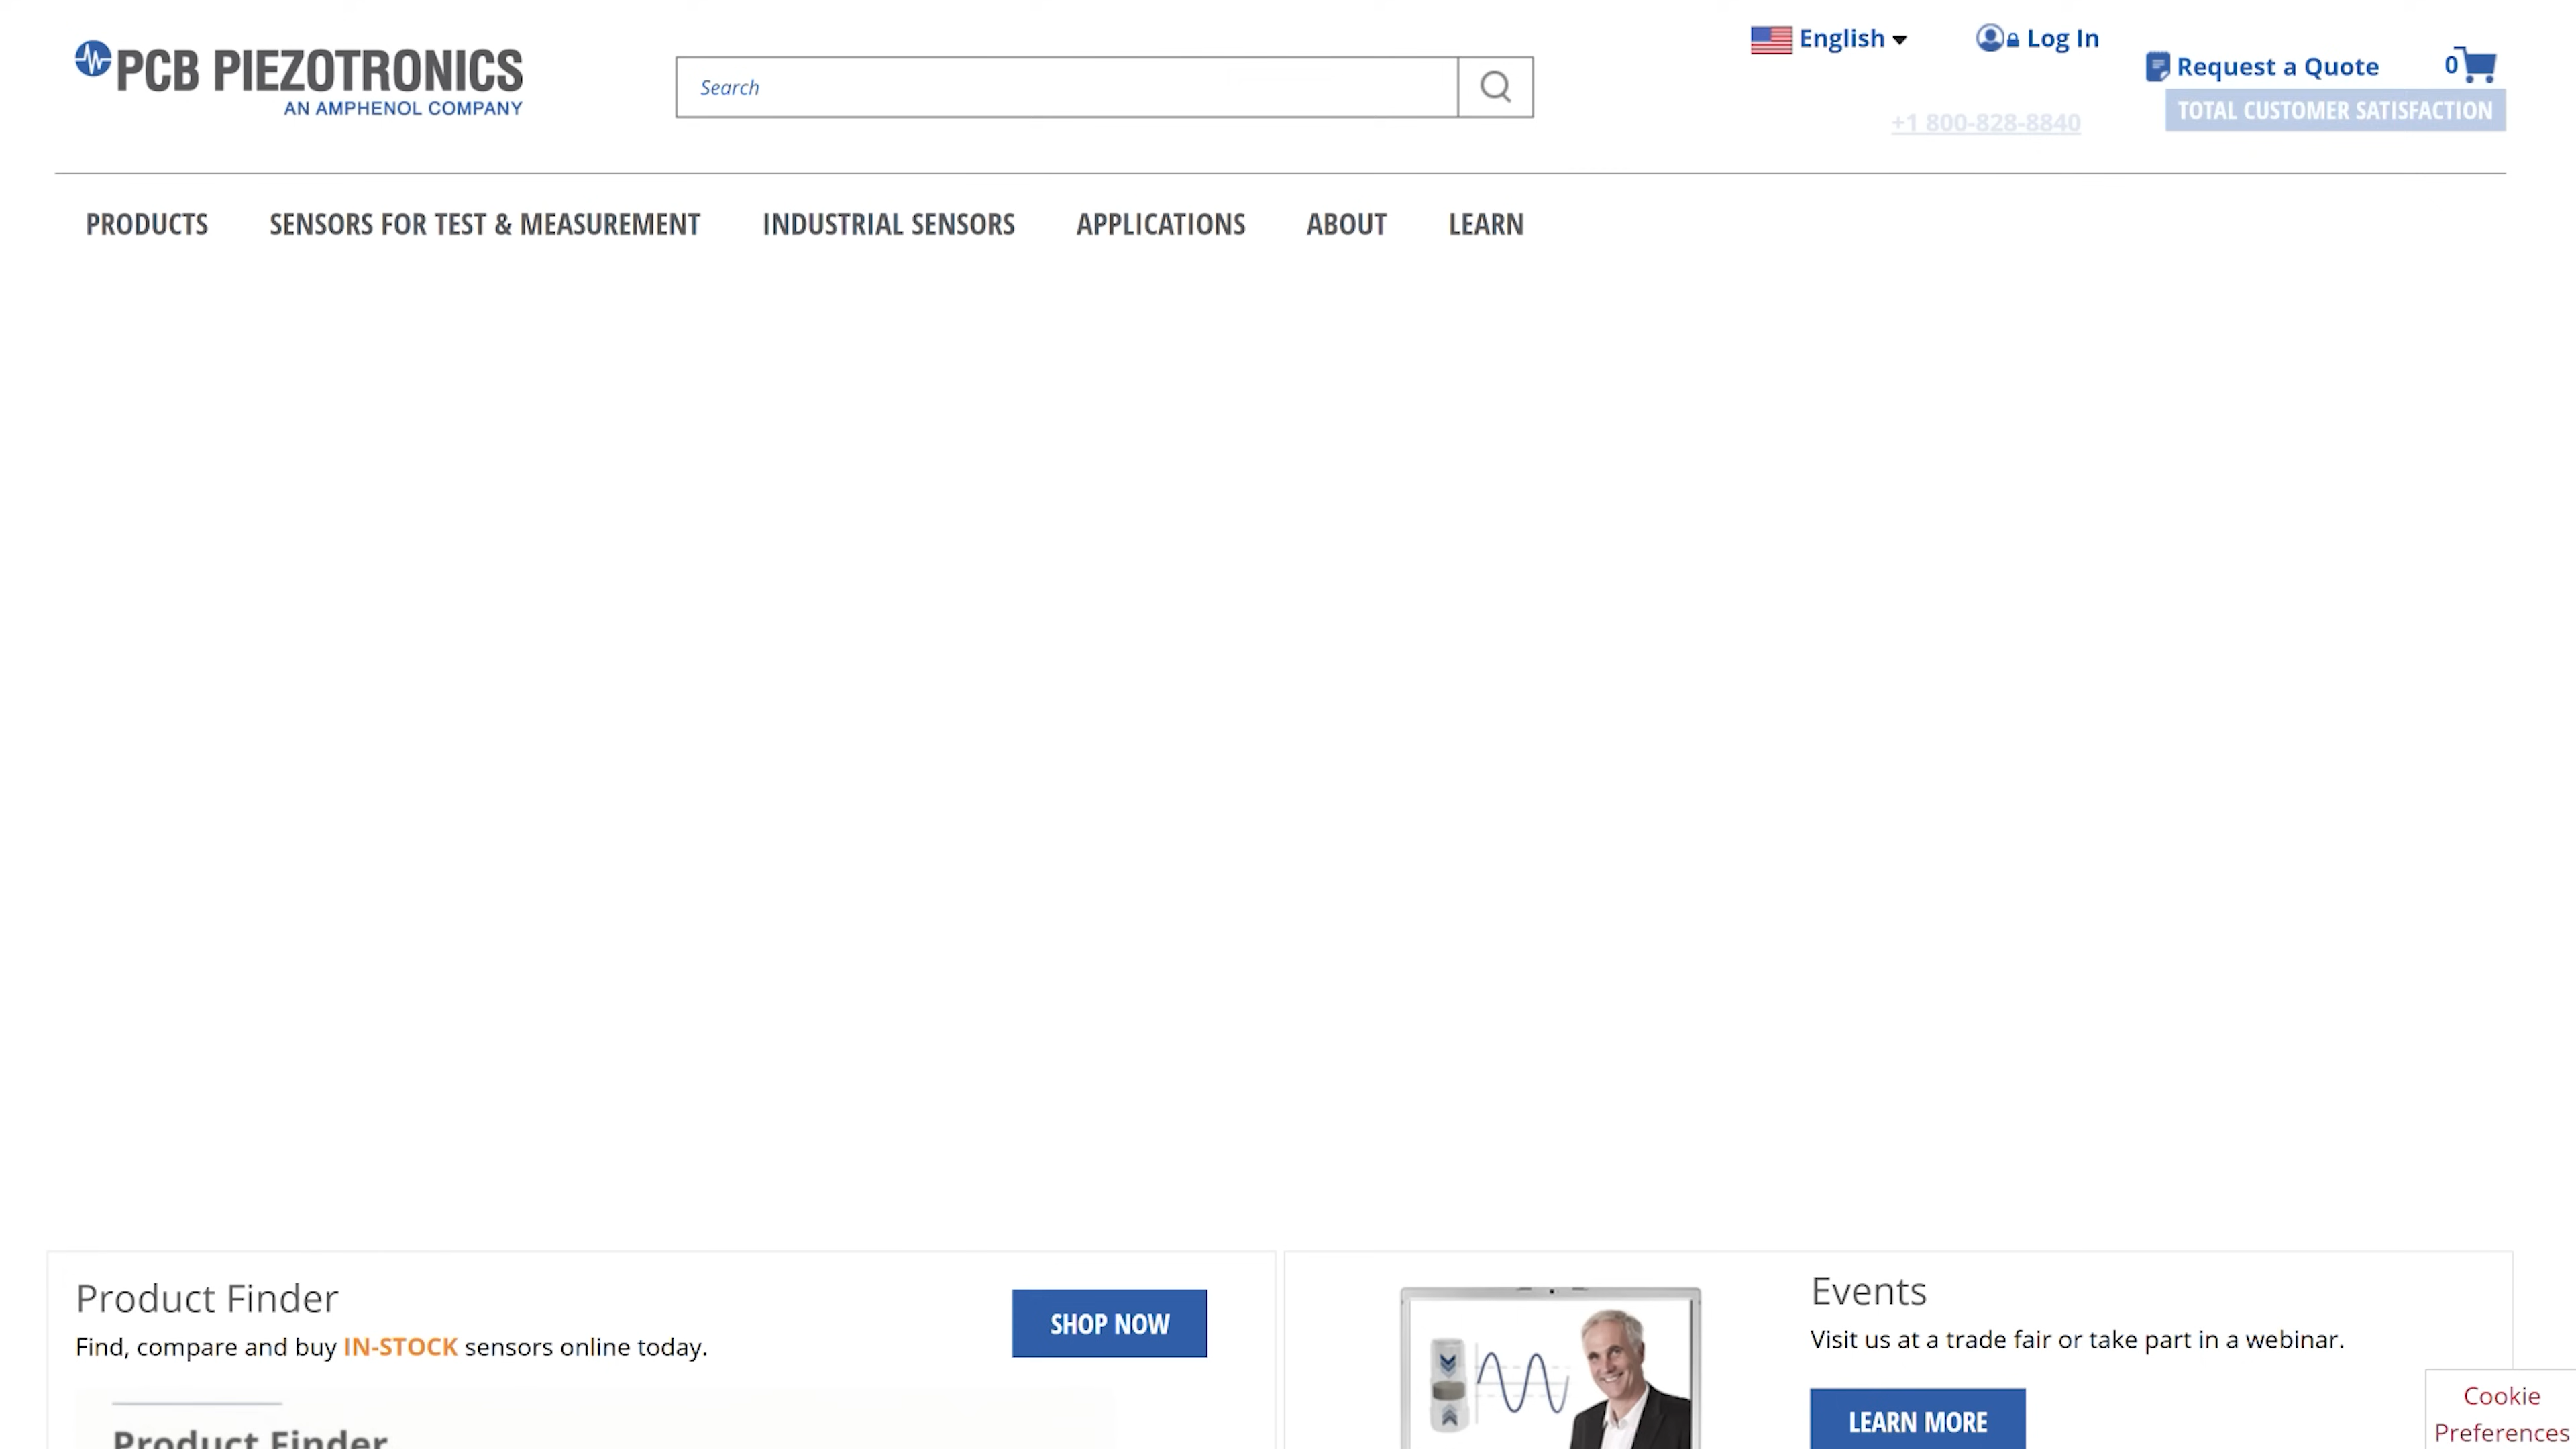 PCB PIEZOTRONICS
AN AMPHENOL COMPANY
Search
English
Log In
Request a Quote
0
+1 800-828-8840
TOTAL CUSTOMER SATISFACTION
PRODUCTS
SENSORS FOR TEST & MEASUREMENT
INDUSTRIAL SENSORS
APPLICATIONS
ABOUT
LEARN
Product Finder
Find, compare and buy IN-STOCK sensors online today.
SHOP NOW
Product Finder
Events
Visit us at a trade fair or take part in a webinar.
LEARN MORE
Cookie
Preferences